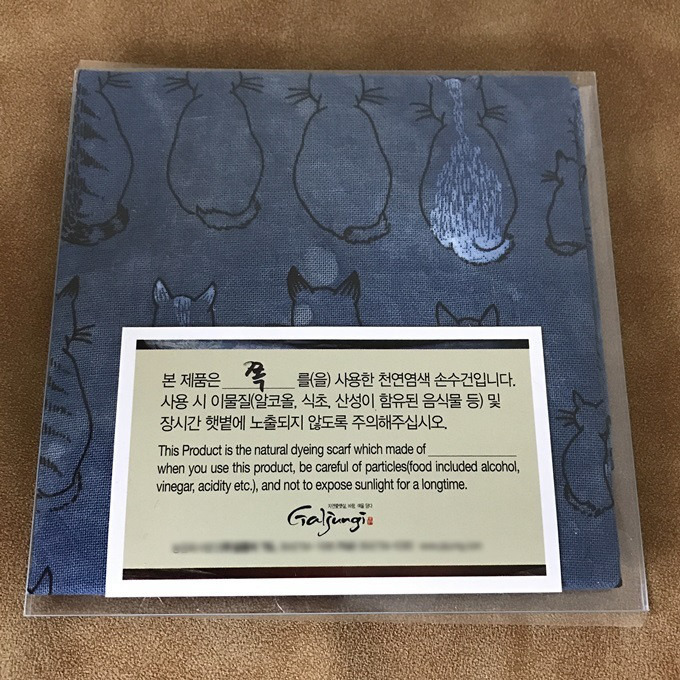 본 제품은 쪽 를(을) 사용한 천연염색 손수건입니다.
사용 시 이물질(알코올, 식초, 산성이 함유된 음식물 등) 및
장시간 햇볕에 노출되지 않도록 주의해주십시오.
This Product is the natural dyeing scarf which made of
when you use this product, be careful of particles(food included alcohol,
vinegar, acidity etc.), and not to expose sunlight for a longtime.
Galjungi